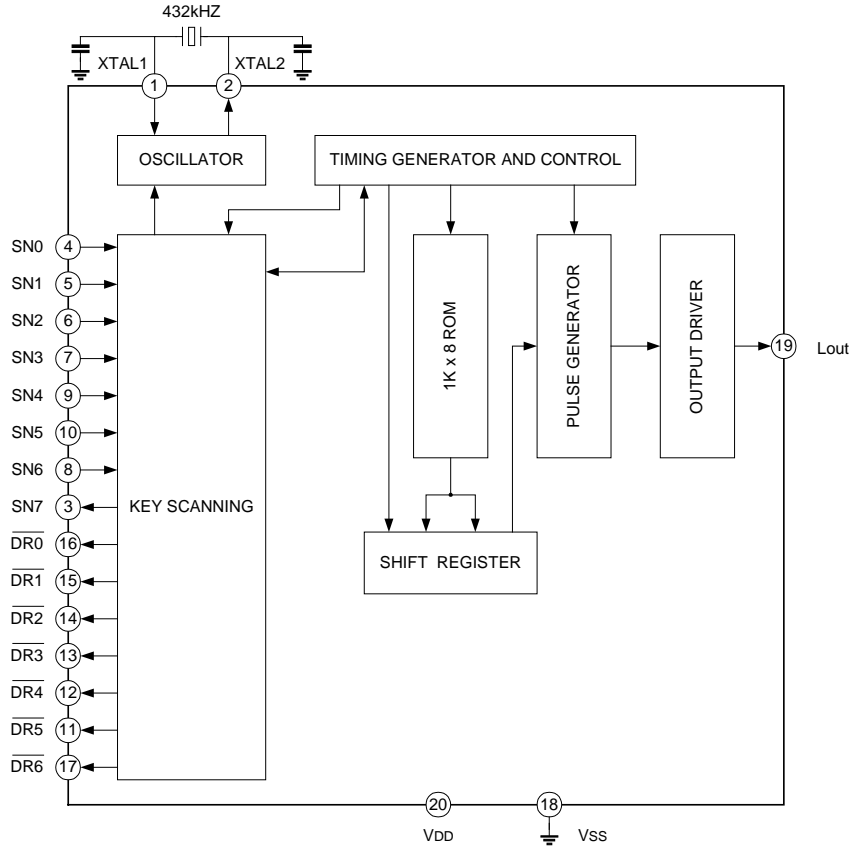 432kHZ
XTAL1
XTAL2
1
2
OSCILLATOR
TIMING GENERATOR AND CONTROL
SN0 4
SN1 5
SN2 6
SN3 7
SN4 9
SN5 10
SN6 8
SN7 3
DR0 16
DR1 15
DR2 14
DR3 13
DR4 12
DR5 11
DR6 17
KEY SCANNING
1K x 8 ROM
PULSE GENERATOR
OUTPUT DRIVER
19 Lout
SHIFT REGISTER
20
18
VDD
VSS